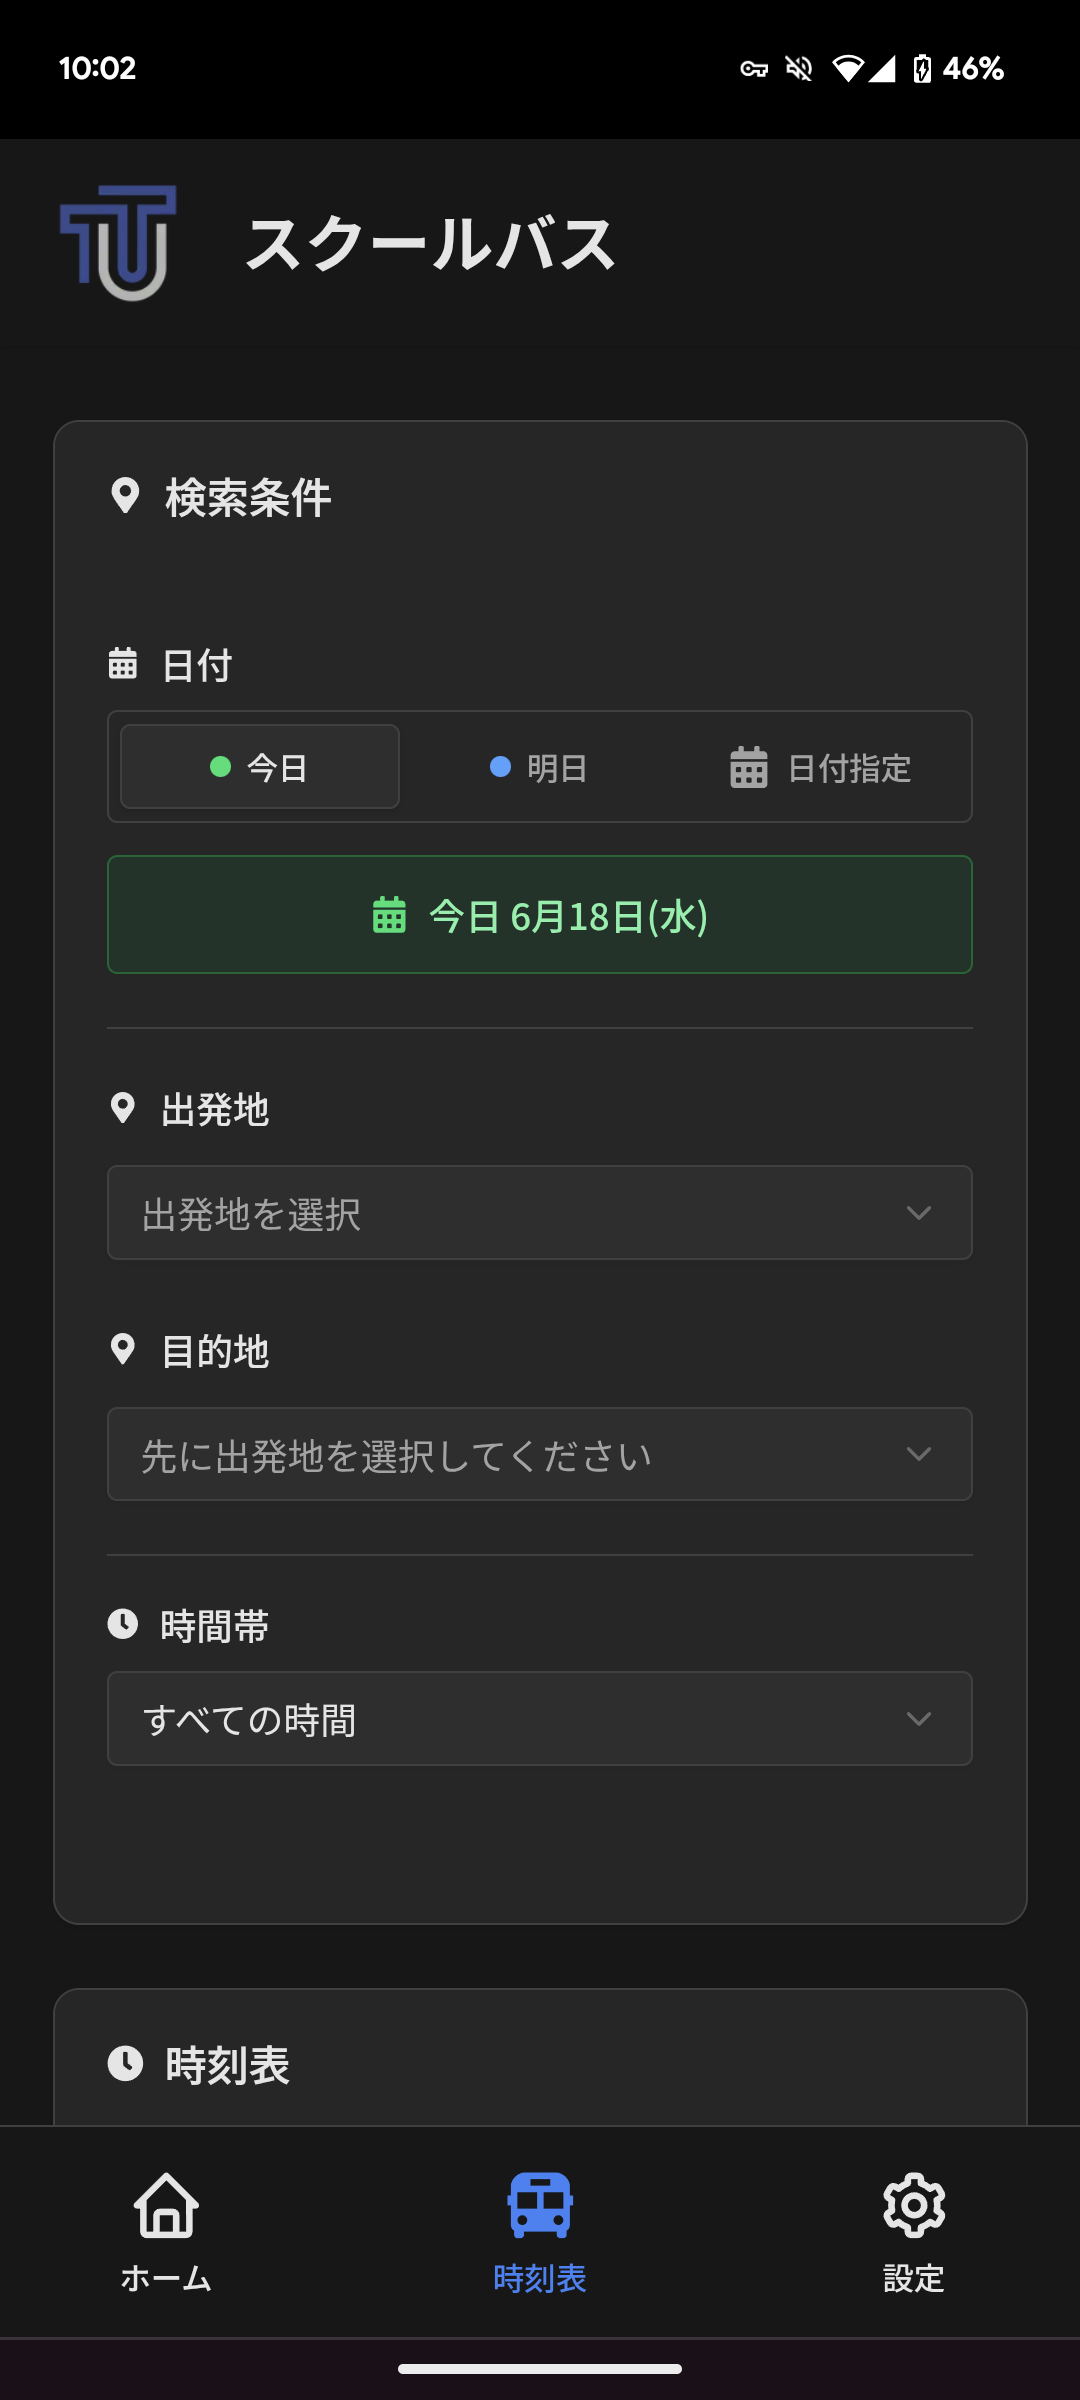 10:02
46%
スクールバス
検索条件
日付
今日
明日
日付指定
今日 6月18日(水)
出発地
出発地を選択
目的地
先に出発地を選択してください
時間帯
すべての時間
時刻表
ホーム
時刻表
設定